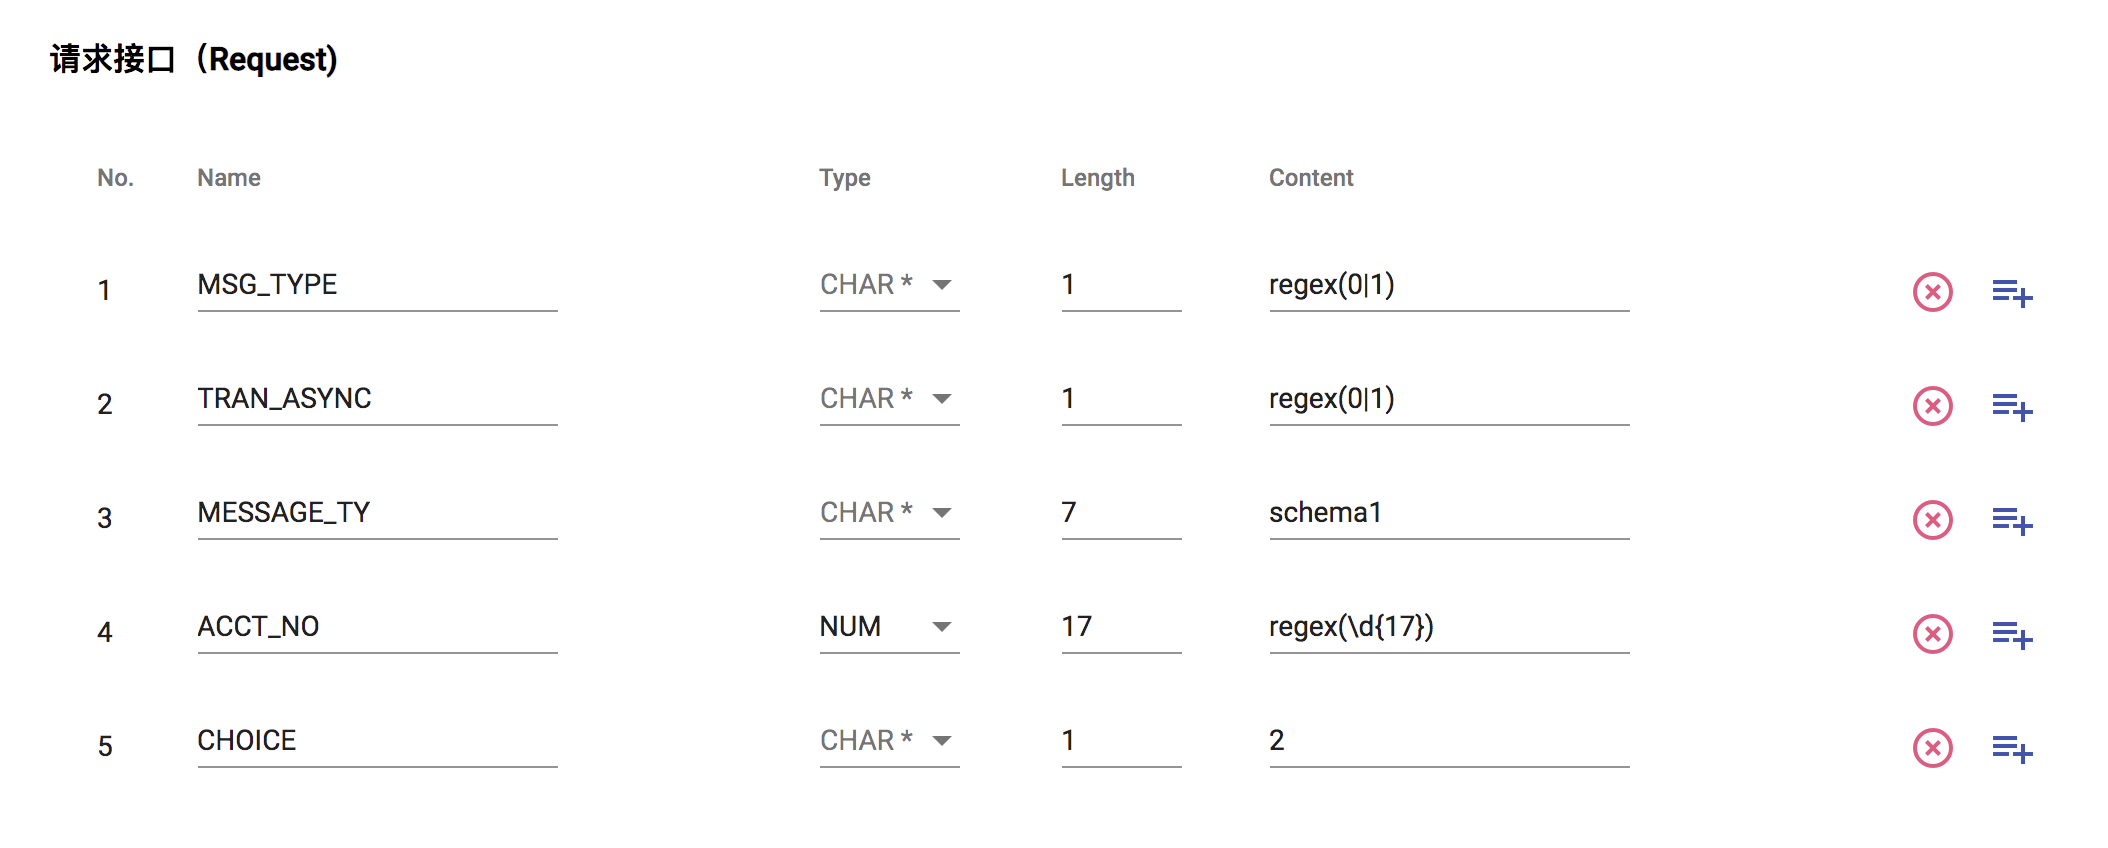 请求接口（Request)
No. Name Type Length Content
1 MSG_TYPE CHAR * 1 regex(0|1)
2 TRAN_ASYNC CHAR * 1 regex(0|1)
3 MESSAGE_TY CHAR * 7 schema1
4 ACCT_NO NUM 17 regex(\d{17})
5 CHOICE CHAR * 1 2